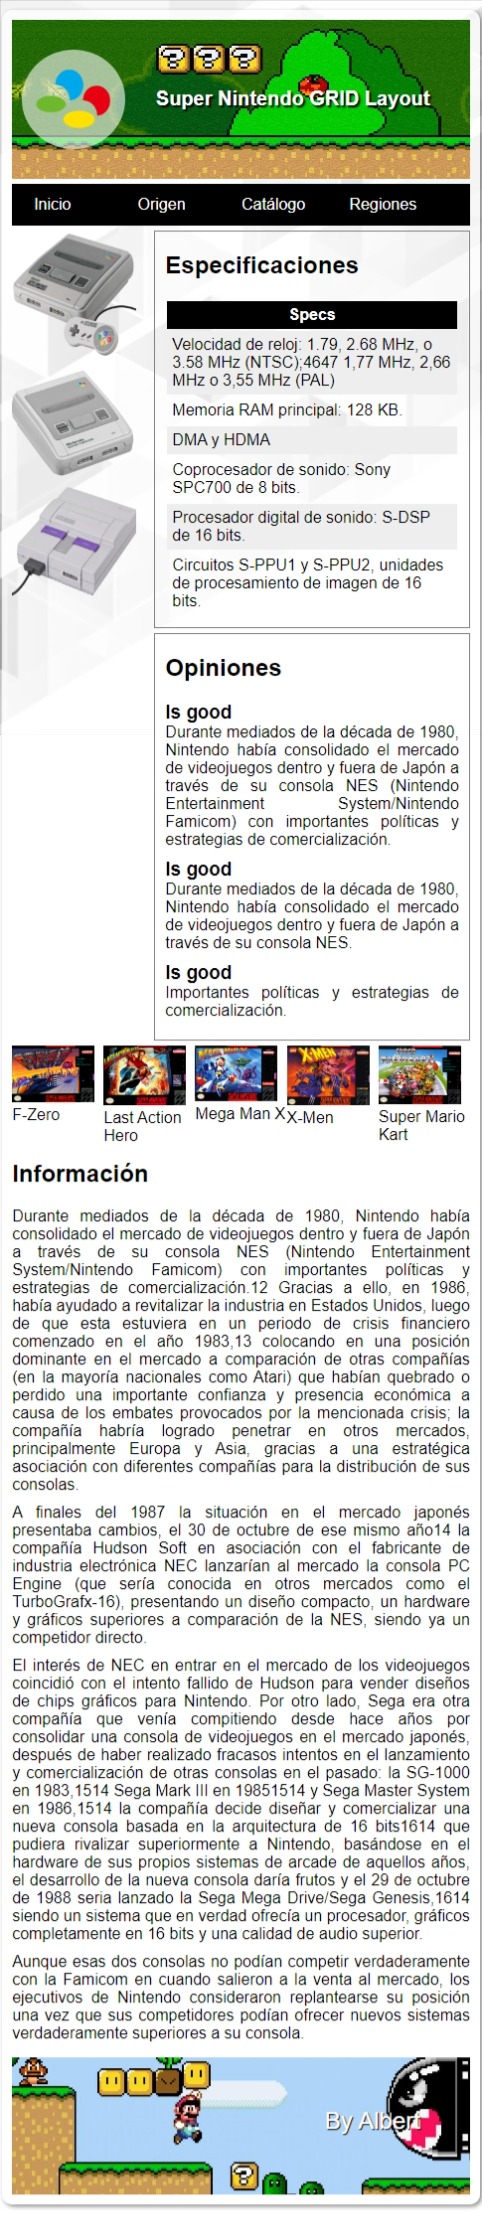 Super Nintendo GRID Layout
Inicio Origen Catálogo Regiones
Especificaciones
Specs
Velocidad de reloj: 1.79, 2.68 MHz, o
3.58 MHz (NTSC);4647 1,77 MHz, 2,66
MHz o 3,55 MHz (PAL)
Memoria RAM principal: 128 KB.
DMA y HDMA
Coprocesador de sonido: Sony
SPC700 de 8 bits.
Procesador digital de sonido: S-DSP
de 16 bits.
Circuitos S-PPU1 y S-PPU2, unidades
de procesamiento de imagen de 16
bits.
Opiniones
Is good
Durante mediados de la década de 1980,
Nintendo había consolidado el mercado
de videojuegos dentro y fuera de Japón a
través de su consola NES (Nintendo
Entertainment System/Nintendo
Famicom) con importantes políticas y
estrategias de comercialización.
Is good
Durante mediados de la década de 1980,
Nintendo había consolidado el mercado
de videojuegos dentro y fuera de Japón a
través de su consola NES.
Is good
Importantes políticas y estrategias de
comercialización.
X-MEN
F-Zero
Last Action
Hero
Mega Man X
X-Men
Super Mario
Kart
Información
Durante mediados de la década de 1980, Nintendo había
consolidado el mercado de videojuegos dentro y fuera de Japón
a través de su consola NES (Nintendo Entertainment
System/Nintendo Famicom) con importantes políticas y
estrategias de comercialización.12 Gracias a ello, en 1986,
había ayudado a revitalizar la industria en Estados Unidos, luego
de que esta estuviera en un periodo de crisis financiero
comenzado en el año 1983,13 colocando en una posición
dominante en el mercado a comparación de otras compañías
(en la mayoría nacionales como Atari) que habían quebrado o
perdido una importante confianza y presencia económica a
causa de los embates provocados por la mencionada crisis; la
compañía habría logrado penetrar en otros mercados,
principalmente Europa y Asia, gracias a una estratégica
asociación con diferentes compañías para la distribución de sus
consolas.
A finales del 1987 la situación en el mercado japonés
presentaba cambios, el 30 de octubre de ese mismo año14 la
compañía Hudson Soft en asociación con el fabricante de
industria electrónica NEC lanzarían al mercado la consola PC
Engine (que sería conocida en otros mercados como el
TurboGrafx-16), presentando un diseño compacto, un hardware
y gráficos superiores a comparación de la NES, siendo ya un
competidor directo.
El interés de NEC en entrar en el mercado de los videojuegos
coincidió con el intento fallido de Hudson para vender diseños
de chips gráficos para Nintendo. Por otro lado, Sega era otra
compañía que venía compitiendo desde hace años por
consolidar una consola de videojuegos en el mercado japonés,
después de haber realizado fracasos intentos en el lanzamiento
y comercialización de otras consolas en el pasado: la SG-1000
en 1983,1514 Sega Mark III en 19851514 y Sega Master System
en 1986,1514 la compañía decide diseñar y comercializar una
nueva consola basada en la arquitectura de 16 bits1614 que
pudiera rivalizar superiormente a Nintendo, basándose en el
hardware de sus propios sistemas de arcade de aquellos años,
el desarrollo de la nueva consola daría frutos y el 29 de octubre
de 1988 seria lanzado la Sega Mega Drive/Sega Genesis,1614
siendo un sistema que en verdad ofrecía un procesador, gráficos
completamente en 16 bits y una calidad de audio superior.
Aunque esas dos consolas no podían competir verdaderamente
con la Famicom en cuando salieron a la venta al mercado, los
ejecutivos de Nintendo consideraron replantearse su posición
una vez que sus competidores podían ofrecer nuevos sistemas
verdaderamente superiores a su consola.
By Albert